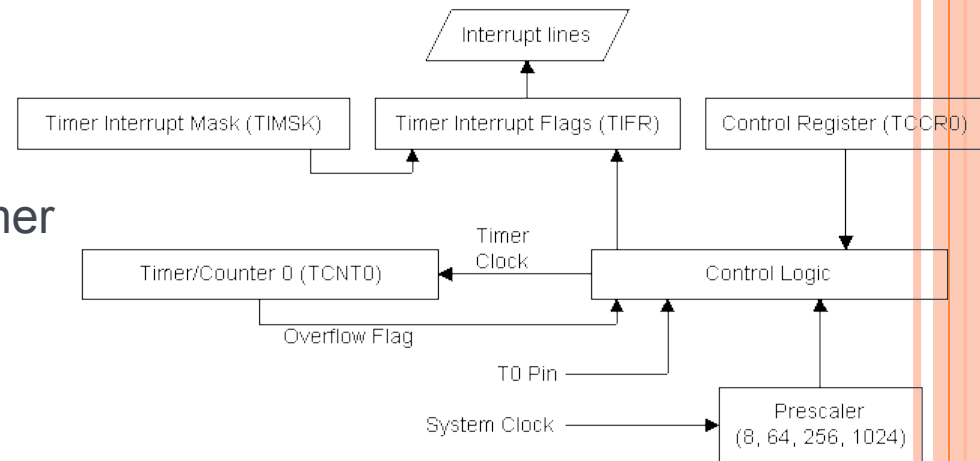 Interrupt lines
Timer Interrupt Mask (TIMSK)
Timer Interrupt Flags (TIFR)
Control Register (TCCR0)
Timer
Clock
Timer/Counter 0 (TCNT0)
Control Logic
Overflow Flag
T0 Pin
System Clock
Prescaler
(8, 64, 256, 1024)